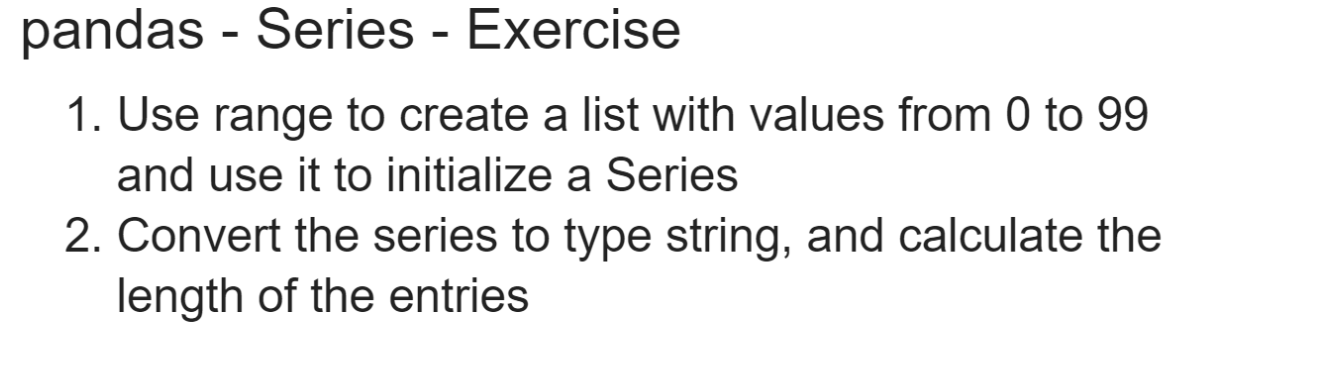 pandas - Series - Exercise
1. Use range to create a list with values from 0 to 99
and use it to initialize a Series
2. Convert the series to type string, and calculate the
length of the entries